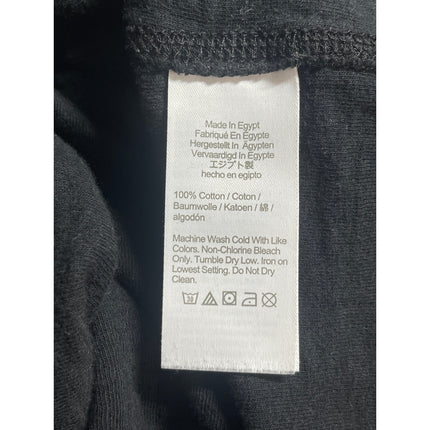 Made In Egypt
Fabriqué En Égypte
Hergestellt In Ägypten
Vervaardigd In Egypte
エジプト製
hecho en egipto
100% Cotton / Coton /
Baumwolle / Katoen / 綿 /
algodón
Machine Wash Cold With Like
Colors. Non-Chlorine Bleach
Only. Tumble Dry Low. Iron on
Lowest Setting. Do Not Dry
Clean.